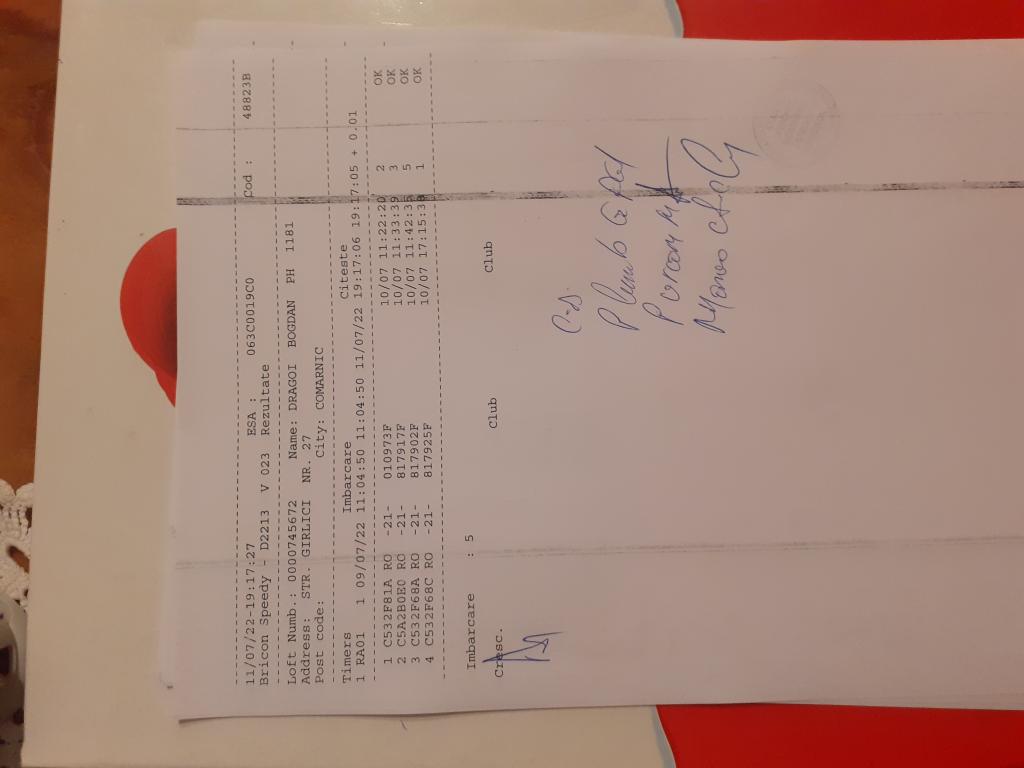 11/07/22-19:17:27 ESA : 063C0019C0 Cod : 48823B -
Bricon Speedy - D2213 V 023 Rezultate
Loft Numb.: 0000745672 Name: DRAGOI BOGDAN PH 1181 -
Address: STR. GIRLICI NR. 27
Post code: City: COMARNIC
Timers Imbarcare Citeste -
1 RA01 1 09/07/22 11:04:50 11:04:50 11/07/22 19:17:06 19:17:05 + 0.01
1 C532F81A RO -21- 010973F 10/07 11:22:20 2 OK -
2 C5A2B0E0 RO -21- 817917F 10/07 11:33:39 3 OK
3 C532F68A RO -21- 817902F 10/07 11:42:35 5 OK
4 C532F68C RO -21- 817925F 10/07 17:15:38 1 OK
Imbarcare : 5
Cresc. Club Club